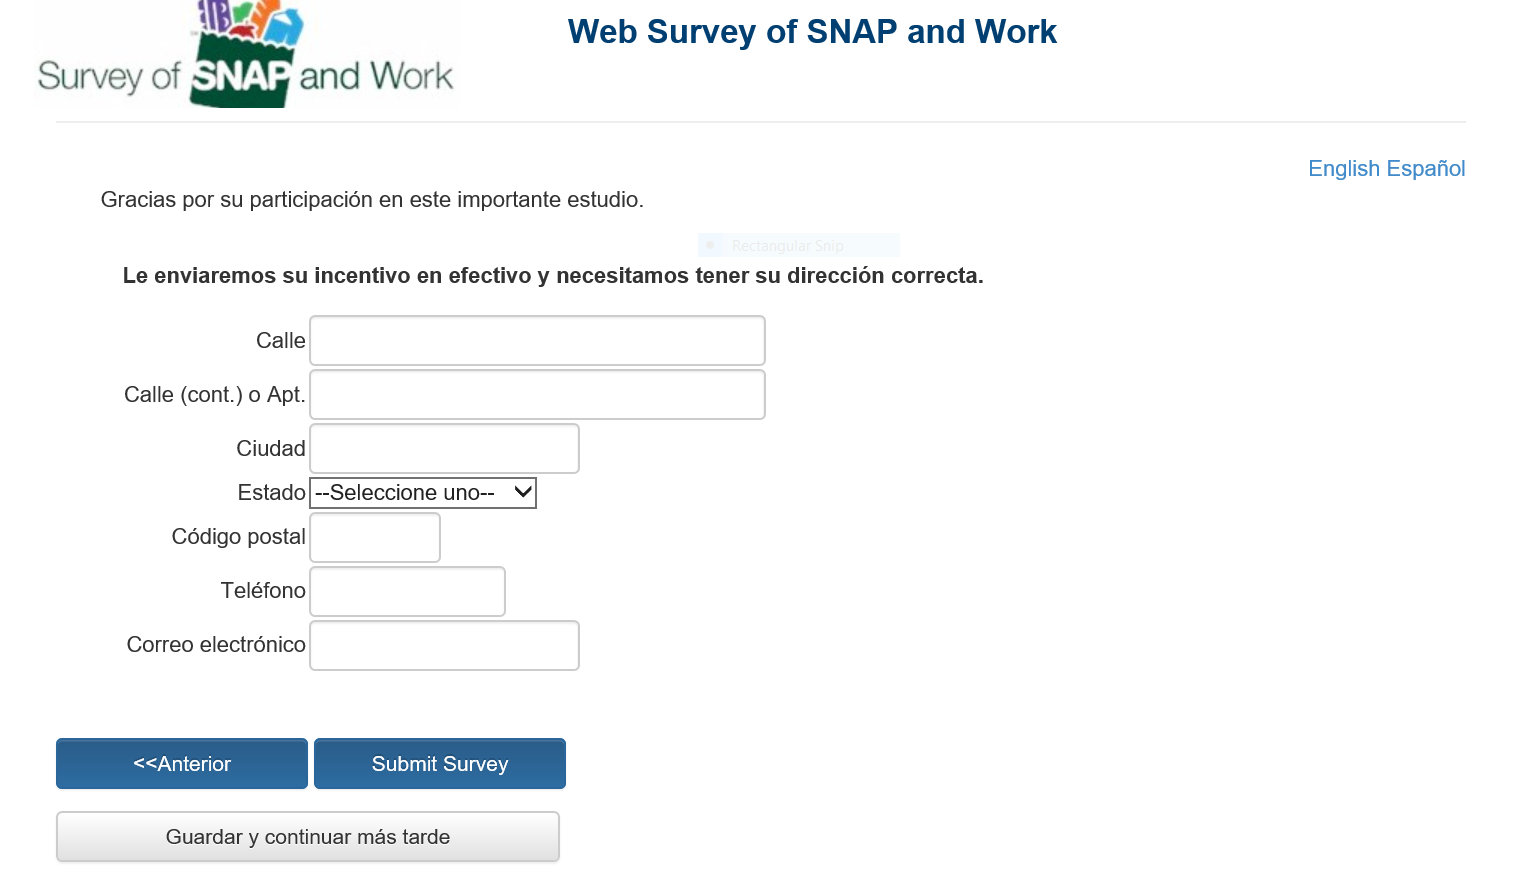 Survey of SNAP and Work
Web Survey of SNAP and Work
English Español
Gracias por su participación en este importante estudio.
Rectangular Snip
Le enviaremos su incentivo en efectivo y necesitamos tener su dirección correcta.
Calle
Calle (cont.) o Apt.
Ciudad
Estado --Seleccione uno--
Código postal
Teléfono
Correo electrónico
<<Anterior Submit Survey
Guardar y continuar más tarde